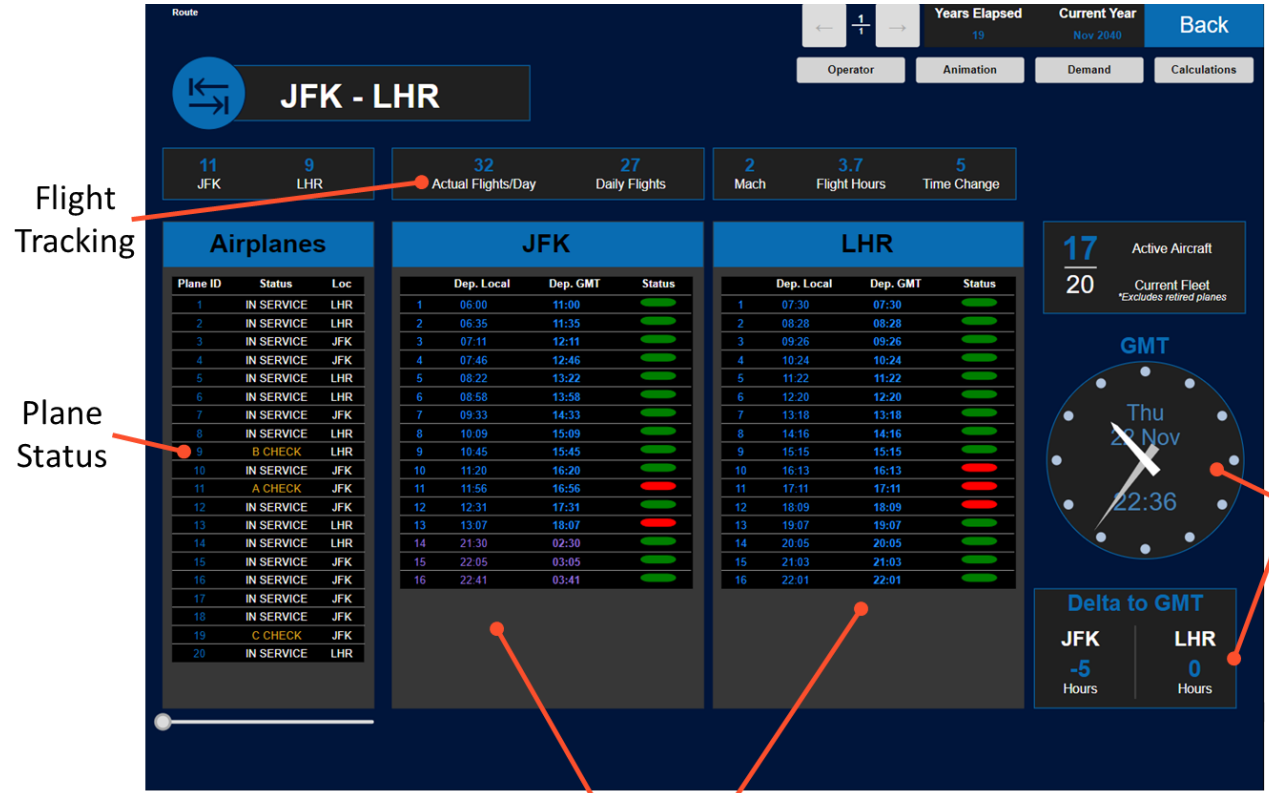 Route
← 1/1 →
Years Elapsed
19
Current Year
Nov 2040
Back
Operator Animation Demand Calculations
JFK - LHR
11 9
JFK LHR
32 27
Actual Flights/Day Daily Flights
2 3.7 5
Mach Flight Hours Time Change
Flight
Tracking
Airplanes
Plane ID Status Loc
1 IN SERVICE LHR
2 IN SERVICE LHR
3 IN SERVICE JFK
4 IN SERVICE JFK
5 IN SERVICE LHR
6 IN SERVICE LHR
7 IN SERVICE JFK
8 IN SERVICE LHR
9 B CHECK LHR
10 IN SERVICE JFK
11 A CHECK JFK
12 IN SERVICE JFK
13 IN SERVICE LHR
14 IN SERVICE LHR
15 IN SERVICE JFK
16 IN SERVICE JFK
17 IN SERVICE JFK
18 IN SERVICE JFK
19 C CHECK JFK
20 IN SERVICE LHR
Plane
Status
JFK
Dep. Local Dep. GMT Status
1 06:00 11:00
2 06:35 11:35
3 07:11 12:11
4 07:46 12:46
5 08:22 13:22
6 08:58 13:58
7 09:33 14:33
8 10:09 15:09
9 10:45 15:45
10 11:20 16:20
11 11:56 16:56
12 12:31 17:31
13 13:07 18:07
14 21:30 02:30
15 22:05 03:05
16 22:41 03:41
LHR
Dep. Local Dep. GMT Status
1 07:30 07:30
2 08:28 08:28
3 09:26 09:26
4 10:24 10:24
5 11:22 11:22
6 12:20 12:20
7 13:18 13:18
8 14:16 14:16
9 15:15 15:15
10 16:13 16:13
11 17:11 17:11
12 18:09 18:09
13 19:07 19:07
14 20:05 20:05
15 21:03 21:03
16 22:01 22:01
17 Active Aircraft
20 Current Fleet
*Excludes retired planes
GMT
Thu
22 Nov
22:36
Delta to GMT
JFK LHR
-5 0
Hours Hours